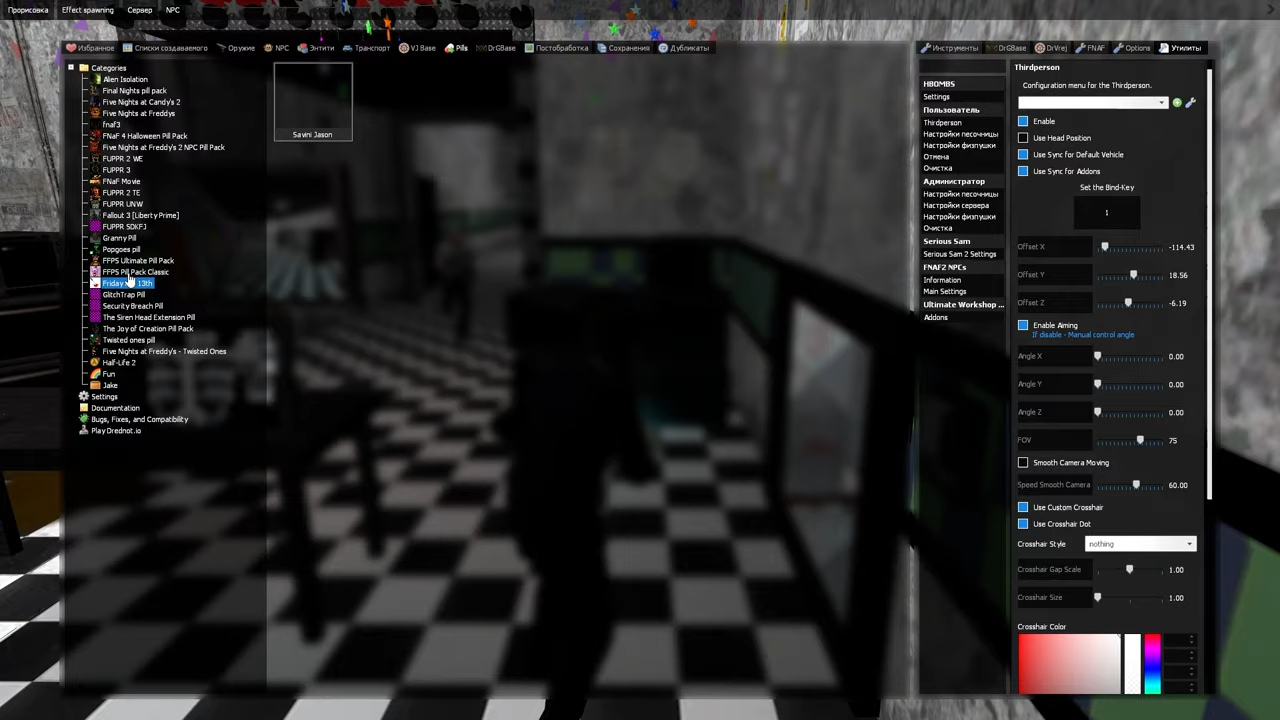 Прорисовка Effect spawning Сервер NPC
Избранное Списки создаваемого Оружие NPC Энтити Транспорт VJ Base Pills DrGBase Постобработка Сохранения Дубликаты
Инструменты DrGBase DrVrej FNAF Options Утилиты
Categories
Alien Isolation
Final Nights pill pack
Five Nights at Candy's 2
Five Nights at Freddys
fnaf3
FNaF 4 Halloween Pill Pack
Five Nights at Freddy's 2 NPC Pill Pack
FUPPR 2 WE
FUPPR 3
FNaF Movie
FUPPR 2 TE
FUPPR UNW
Fallout 3 [Liberty Prime]
FUPPR SDKFJ
Granny Pill
Popgoes pill
FFPS Ultimate Pill Pack
FFPS Pill Pack Classic
Friday 13th
GlitchTrap Pill
Security Breach Pill
The Siren Head Extension Pill
The Joy of Creation Pill Pack
Twisted ones pill
Five Nights at Freddy's - Twisted Ones
Half-Life 2
Fun
Jake
Settings
Documentation
Bugs, Fixes, and Compatibility
Play Drednot.io
Savini Jason
HBOMBS
Settings
Пользователь
Thirdperson
Настройки песочницы
Настройки физпушки
Отмена
Очистка
Администратор
Настройки песочницы
Настройки сервера
Настройки физпушки
Очистка
Serious Sam
Serious Sam 2 Settings
FNAF2 NPCs
Information
Main Settings
Ultimate Workshop ...
Addons
Thirdperson
Configuration menu for the Thirdperson.
Enable
Use Head Position
Use Sync for Default Vehicle
Use Sync for Addons
Set the Bind-Key
1
Offset X -114.43
Offset Y 18.56
Offset Z -6.19
Enable Aiming
If disable - Manual control angle
Angle X 0.00
Angle Y 0.00
Angle Z 0.00
FOV 75
Smooth Camera Moving
Speed Smooth Camera 60.00
Use Custom Crosshair
Use Crosshair Dot
Crosshair Style nothing
Crosshair Gap Scale 1.00
Crosshair Size 1.00
Crosshair Color